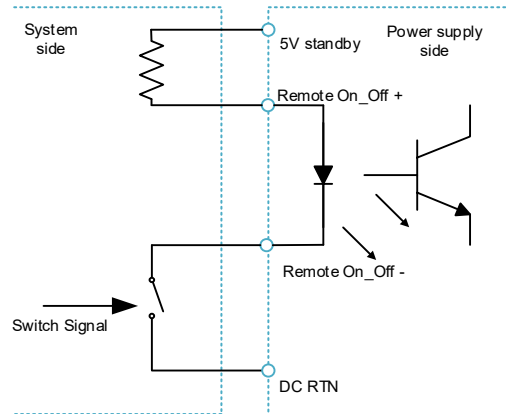 System
side
Power supply
side
5V standby
Remote On_Off +
Remote On_Off -
Switch Signal
DC RTN